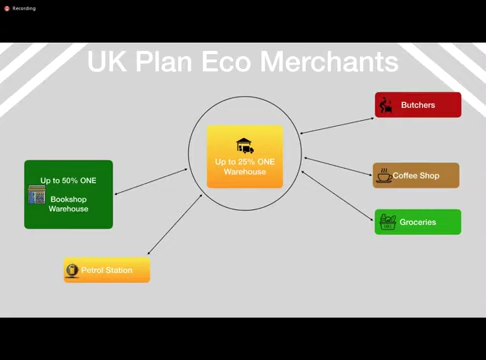 Recording
UK Plan Eco Merchants
Butchers
Up to 25% ONE
Warehouse
Up to 50% ONE
Bookshop
Warehouse
Coffee Shop
Groceries
Petrol Station